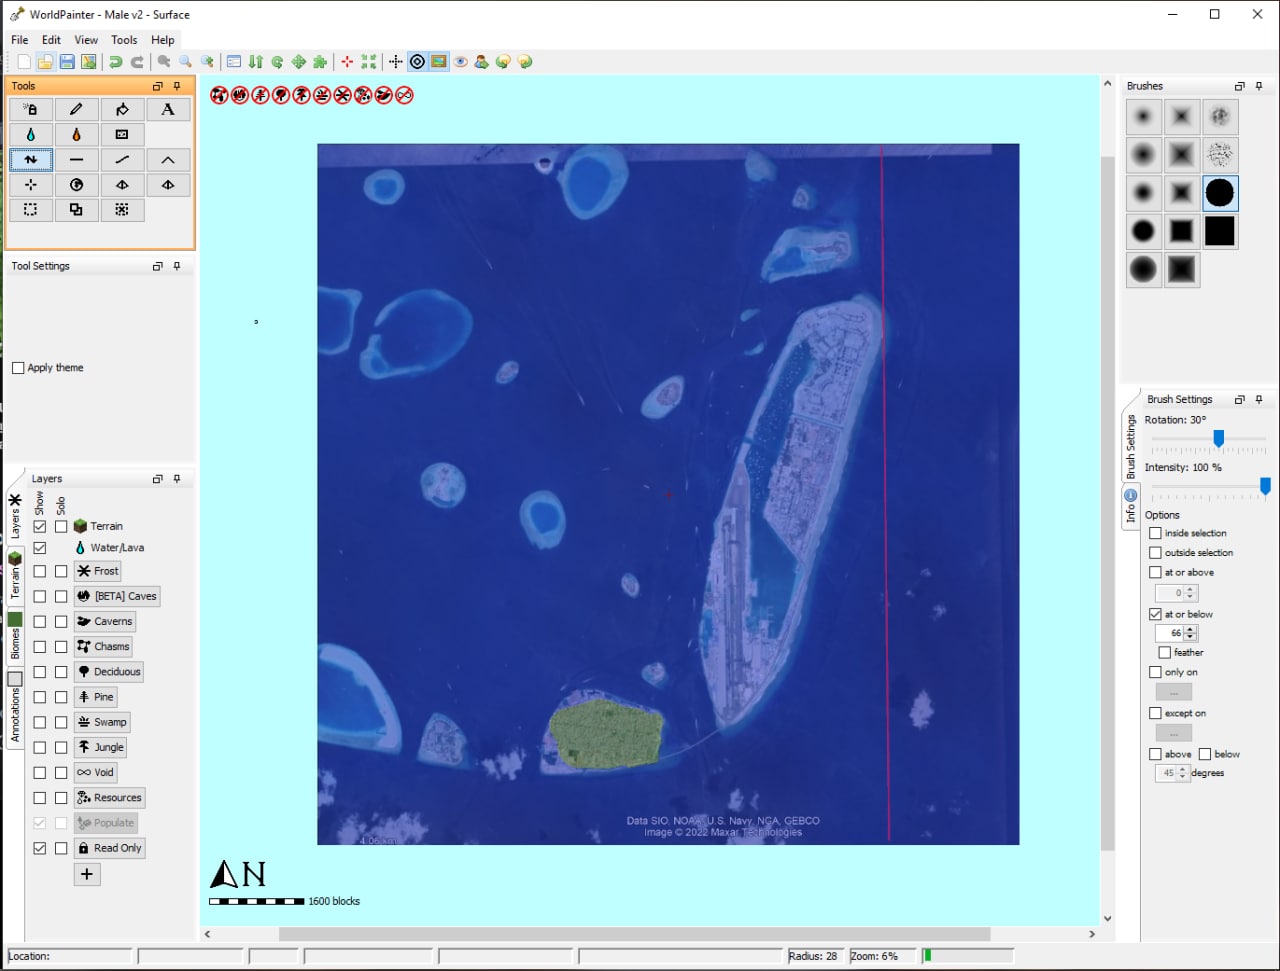 WorldPainter - Male v2 - Surface
File Edit View Tools Help
Tools
A
Tool Settings
Apply theme
Layers
Show
Solo
Layers
Terrain
Biomes
Annotations
Terrain
Water/Lava
Frost
[BETA] Caves
Caverns
Chasms
Deciduous
Pine
Swamp
Jungle
Void
Resources
Populate
Read Only
+
Data SIO, NOAA, U.S. Navy, NGA, GEBCO
Image © 2022 Maxar Technologies
4.06 km
N
1600 blocks
Brushes
Brush Settings
Info
Brush Settings
Rotation: 30°
Intensity: 100 %
Options
inside selection
outside selection
at or above
0
at or below
66
feather
only on
...
except on
...
above below
45 degrees
Location:
Radius: 28
Zoom: 6%